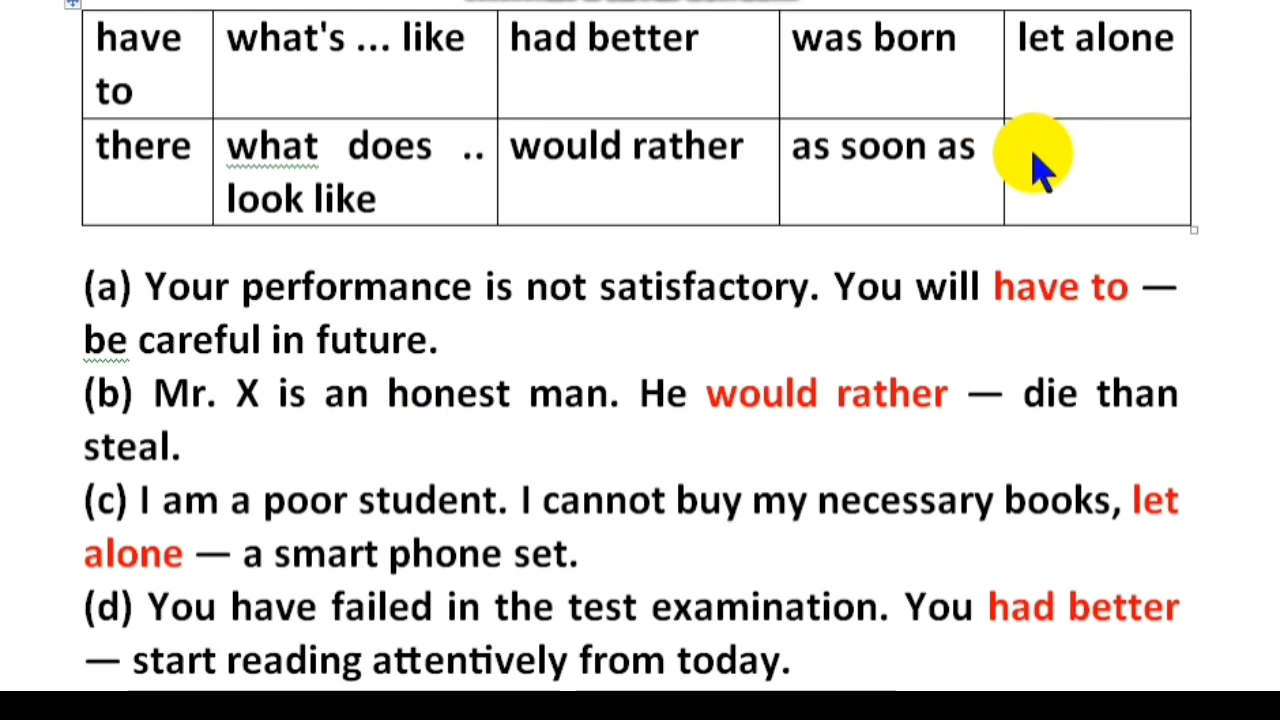 have what's ... like had better was born let alone
to
there what does .. would rather as soon as
look like
(a) Your performance is not satisfactory. You will have to —
be careful in future.
(b) Mr. X is an honest man. He would rather — die than
steal.
(c) I am a poor student. I cannot buy my necessary books, let
alone — a smart phone set.
(d) You have failed in the test examination. You had better
— start reading attentively from today.